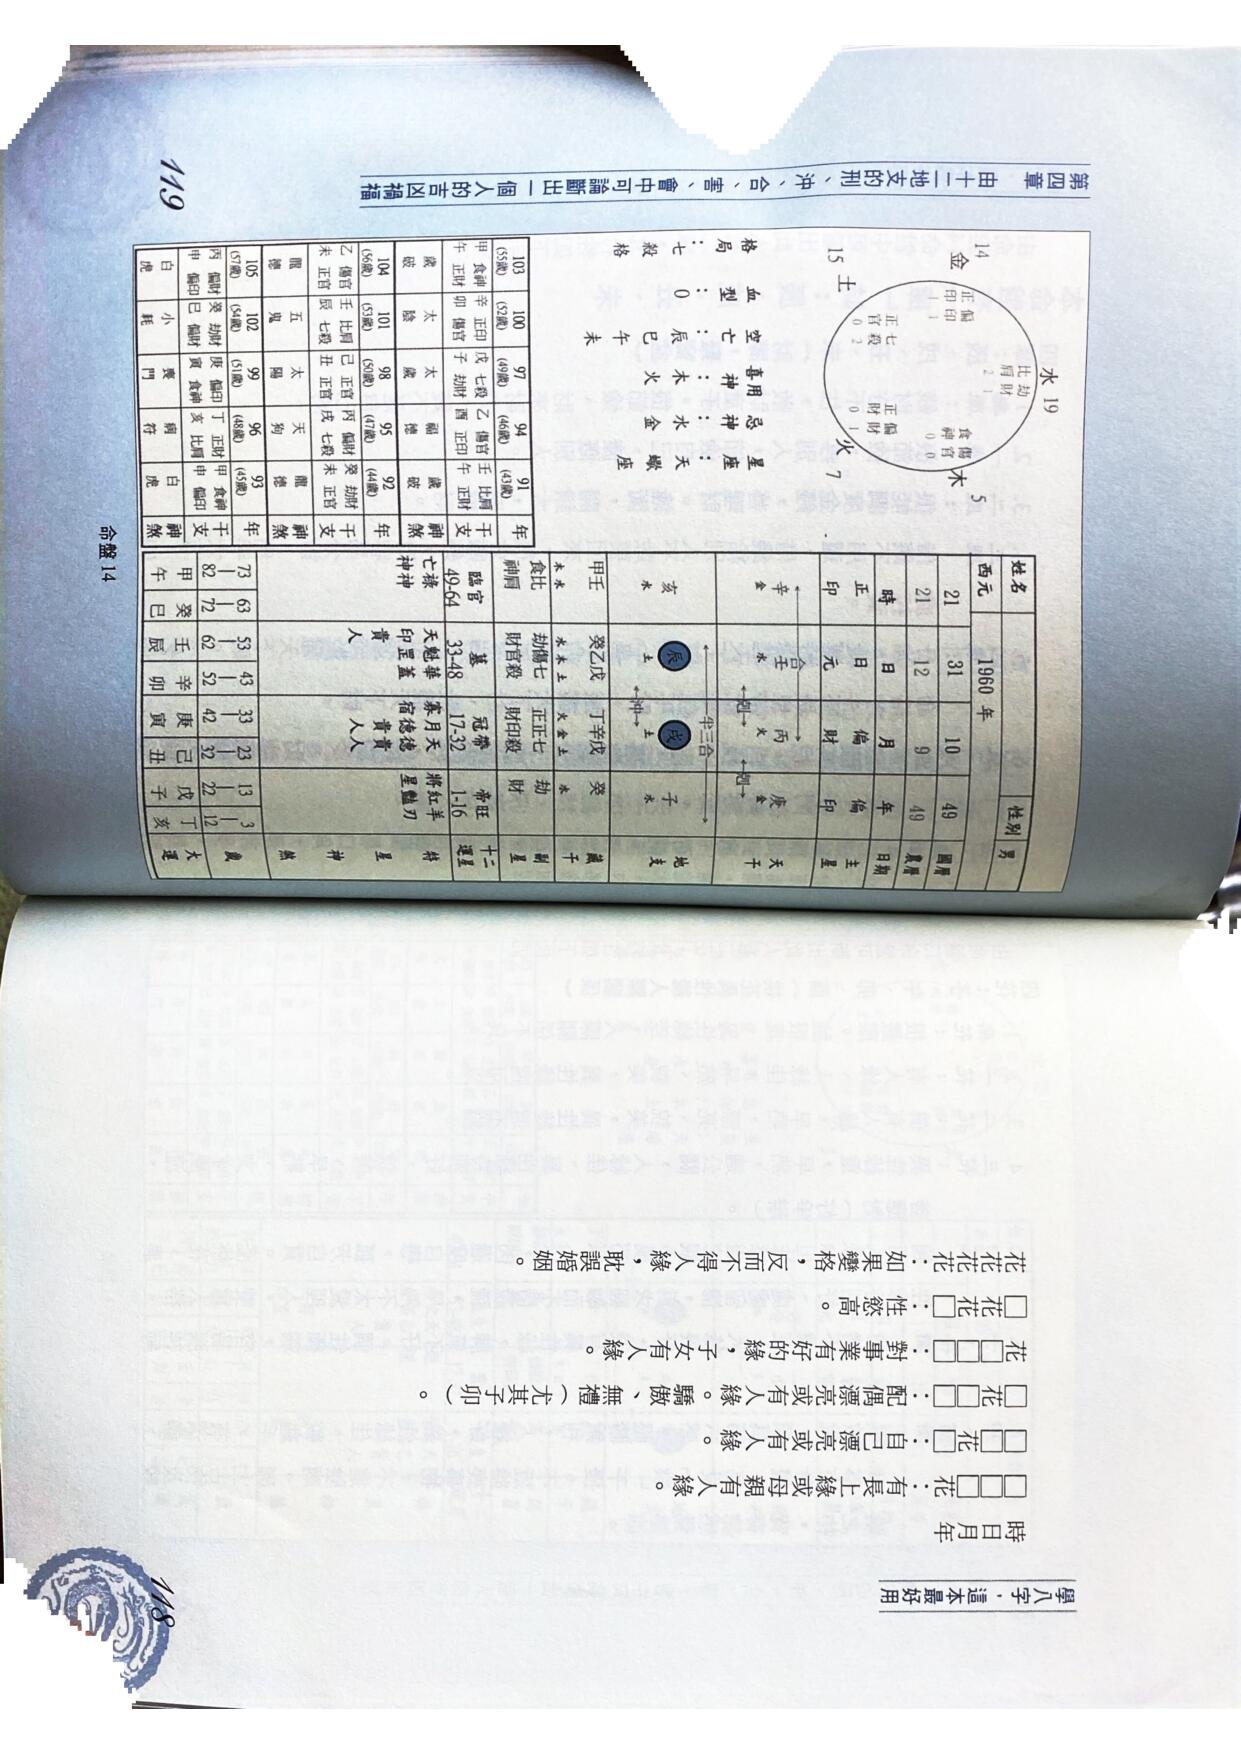 學八字，這本最好用
時日月年
□□□花：有長上緣或母親有人緣。
□□花□：自己漂亮或有人緣。
□花□□：配偶漂亮或有人緣。驕傲、無禮（尤其子卯）。
花□□□：對事業有好的緣，子女有人緣。
□花花□：性慾高。
花花花花：如果變格，反而不得人緣，耽誤婚姻。
118
姓名 性別 男
西元 1960 年
21 31 10 49 國曆
21 12 9 49 農曆
時 日 月 年 日期
正印 日元 偏財 偏印 主星
合
辛金 壬水 丙火 庚金 天干
剋 剋
半三合
亥水 辰土 戌土 子水 地支
沖
甲壬 癸乙戊 丁辛戊 癸 藏干
木水 水木土 火金土 水
食神 比肩 劫財 傷官 七殺 正財 正印 七殺 劫財 副星
臨官 墓 冠帶 帝旺 十二運星
49-64 33-48 17-32 1-16
亡神 祿神 天印貴人 魁罡 華蓋 寡宿 月德貴人 天德貴人 將星 紅豔 羊刃 特星神煞
73｜82 63｜72 53｜62 43｜52 33｜42 23｜32 13｜22 3｜12 歲
甲午 癸巳 壬辰 辛卯 庚寅 己丑 戊子 丁亥 大運
水 19
比肩2 劫財1
5
木
傷官0
食神0
14
金
正印1 偏印1
正官0 七殺2
正財0 偏財1
15 土
火 7
星座：天蠍座
忌神：水金
喜用神：木火
空亡：辰巳午未
血型：O
格局：七殺格
103 100 97 94 91 年
(55歲) (52歲) (49歲) (46歲) (43歲)
甲 食神 辛 正印 戊 七殺 乙 傷官 壬 比肩 干支
午 正財 卯 傷官 子 劫財 酉 正印 午 正財
歲破 太陰 太歲 福德 歲破 神煞
104 101 98 95 92 年
(56歲) (53歲) (50歲) (47歲) (44歲)
乙 傷官 壬 比肩 己 正官 丙 偏財 癸 劫財 干支
未 正官 辰 七殺 丑 正官 戌 七殺 未 正官
龍德 五鬼 太陽 天狗 龍德 神煞
105 102 99 96 93 年
(57歲) (54歲) (51歲) (48歲) (45歲)
丙 偏財 癸 劫財 庚 偏印 丁 正財 甲 食神 干支
申 偏印 巳 偏財 寅 食神 亥 比肩 申 偏印
白虎 小耗 喪門 病符 白虎 神煞
命盤 14
第四章 由十二地支的刑、沖、合、害、會中可論斷出一個人的吉凶禍福
119